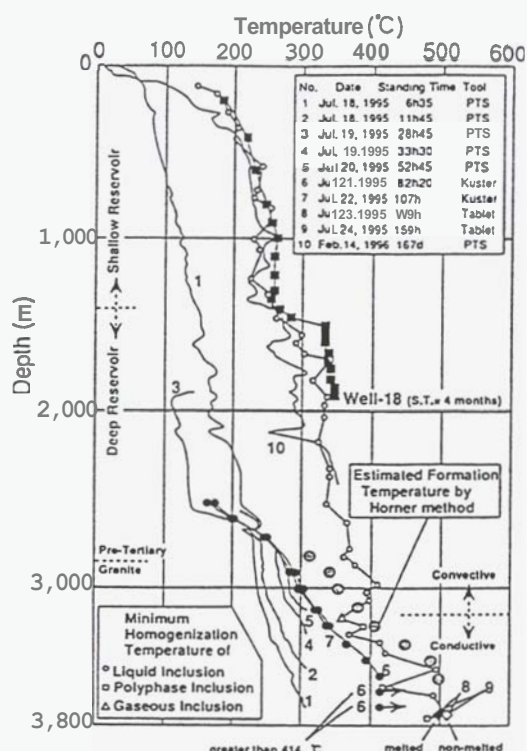 Temperature (°C)
0 100 200 300 400 500 600
0
1,000
2,000
3,000
3,800
Depth (m)
Shallow Reservoir
Deep Reservoir
No. Date Standing Time Tool
1 Jul. 18, 1995 6h35 PTS
2 Jul. 18, 1995 11h45 PTS
3 Jul. 19, 1995 28h45 PTS
4 Jul. 19.1995 33h30 PTS
5 Jul 20, 1995 52h45 PTS
6 Ju121.1995 82h20 Kuster
7 JuL 22, 1995 107h Kuster
8 Ju123.1995 W9h Tablet
9 JuL 24, 1995 159h Tablet
10 Feb.14, 1996 167d PTS
1
3
Well-18 (S.T.= 4 months)
10
Estimated Formation
Temperature by
Horner method
Pre-Tertiary
Granite
Convective
Conductive
5
7
4
2
1
6
6
6
8
9
Minimum
Homogenization
Temperature of
Liquid Inclusion
Polyphase Inclusion
Gaseous Inclusion
greater than 414 °C
melted
non-melted